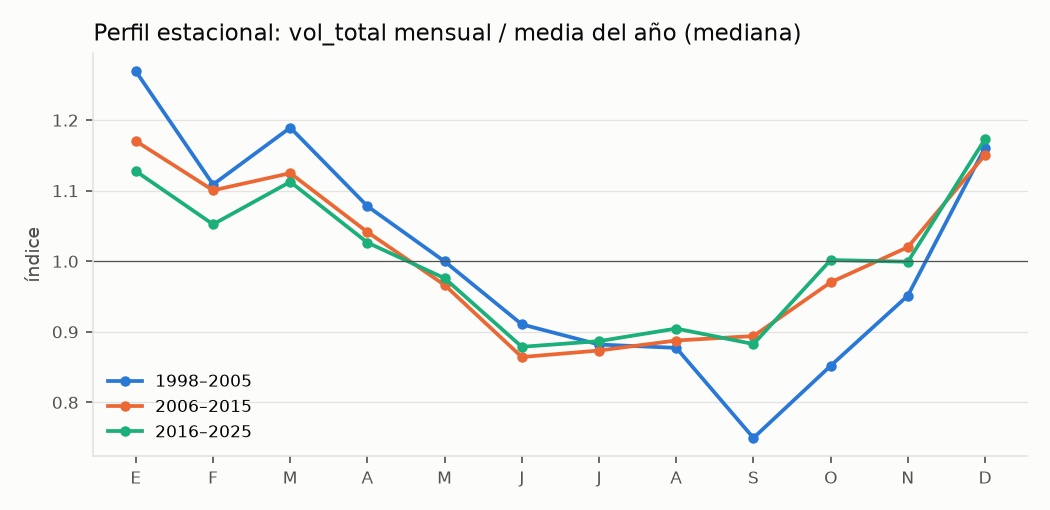 Perfil estacional: vol_total mensual / media del año (mediana)
índice
1.2
1.1
1.0
0.9
0.8
1998–2005
2006–2015
2016–2025
E F M A M J J A S O N D